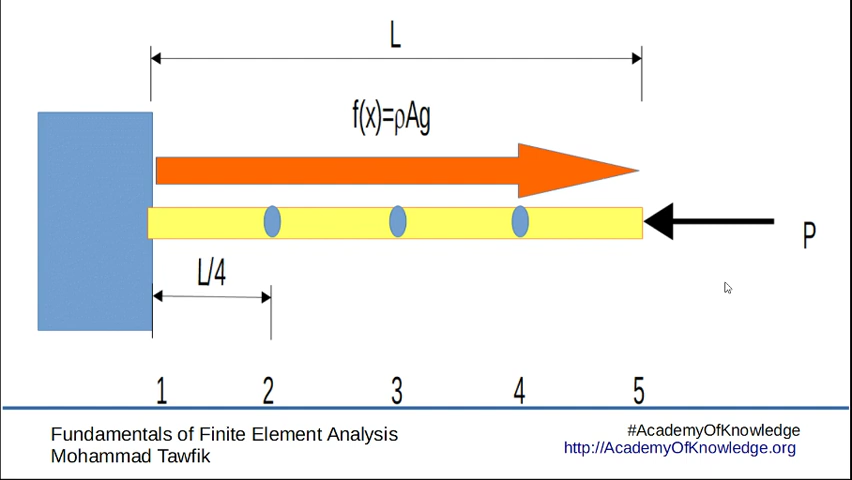 L
f(x)=ρAg
P
L/4
1 2 3 4 5
Fundamentals of Finite Element Analysis
Mohammad Tawfik
#AcademyOfKnowledge
http://AcademyOfKnowledge.org